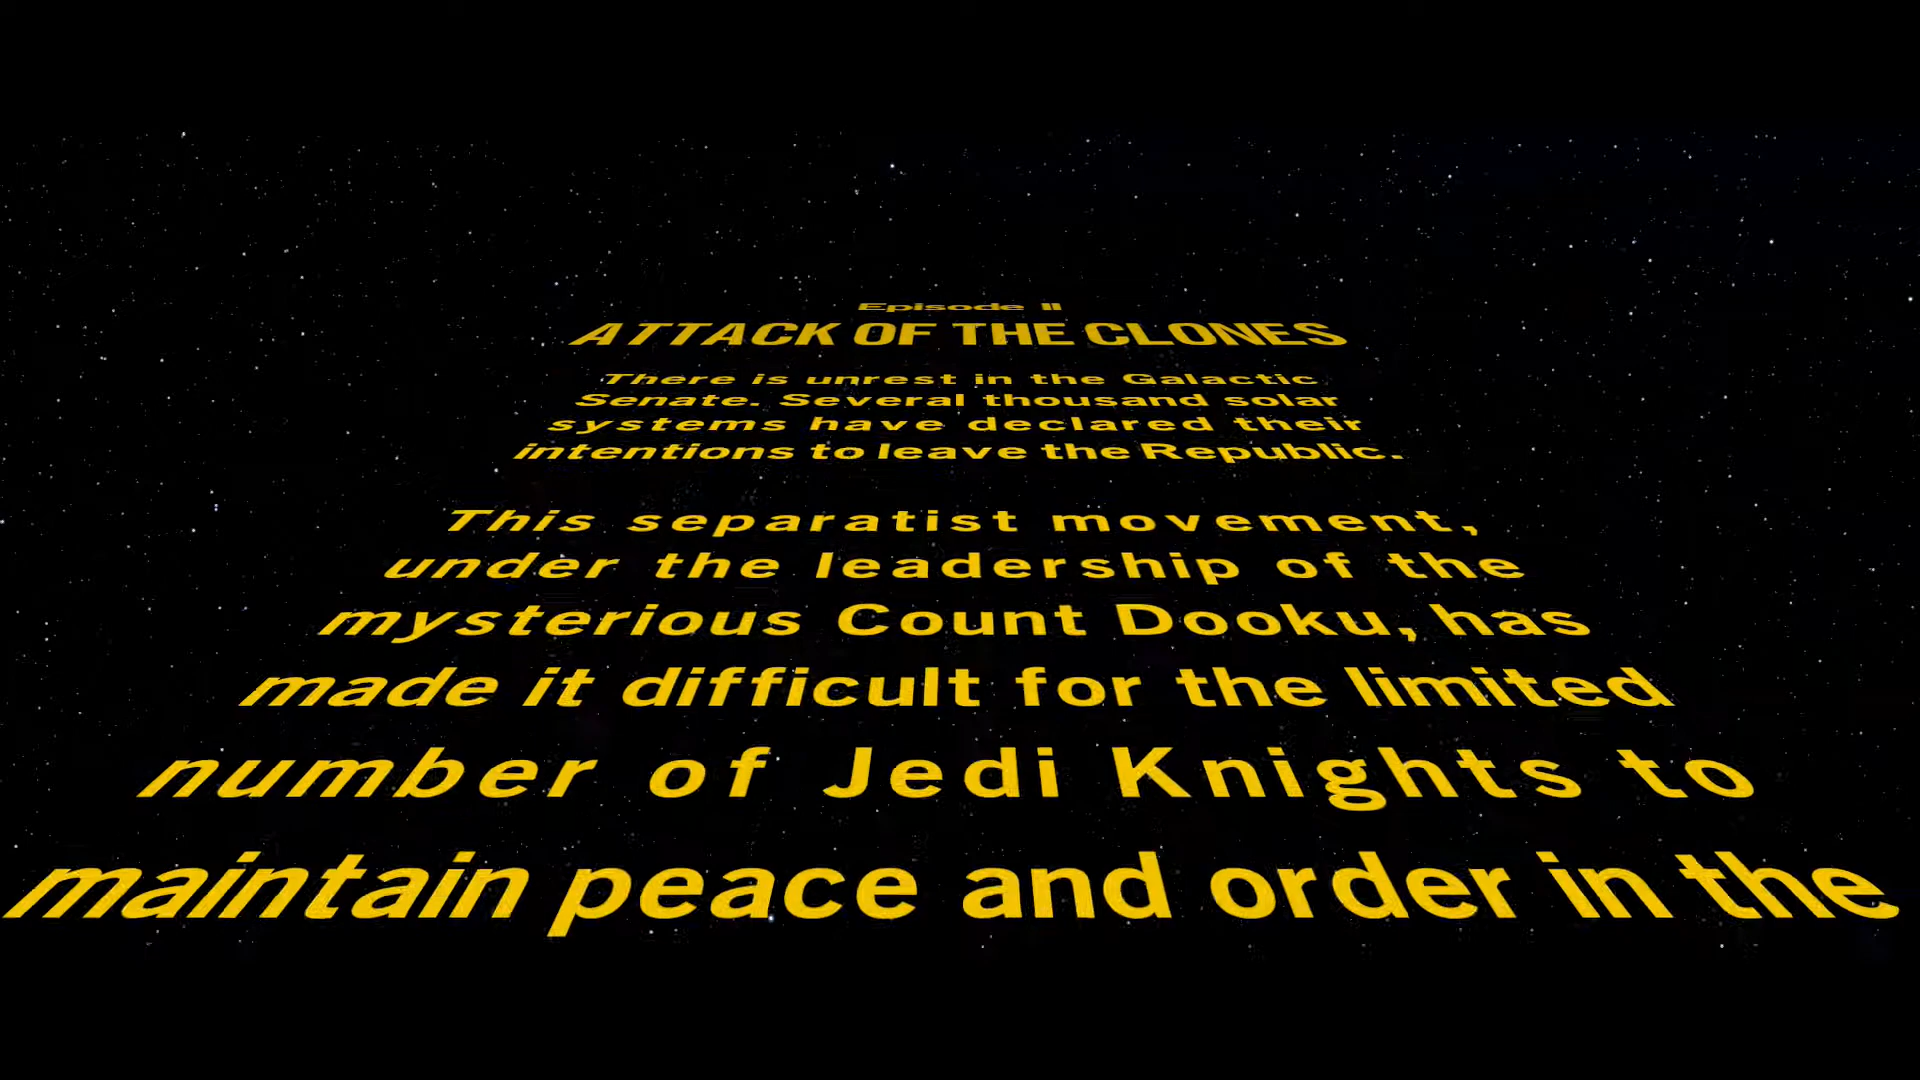 Episode II
ATTACK OF THE CLONES
There is unrest in the Galactic
Senate. Several thousand solar
systems have declared their
intentions to leave the Republic.
This separatist movement,
under the leadership of the
mysterious Count Dooku, has
made it difficult for the limited
number of Jedi Knights to
maintain peace and order in the